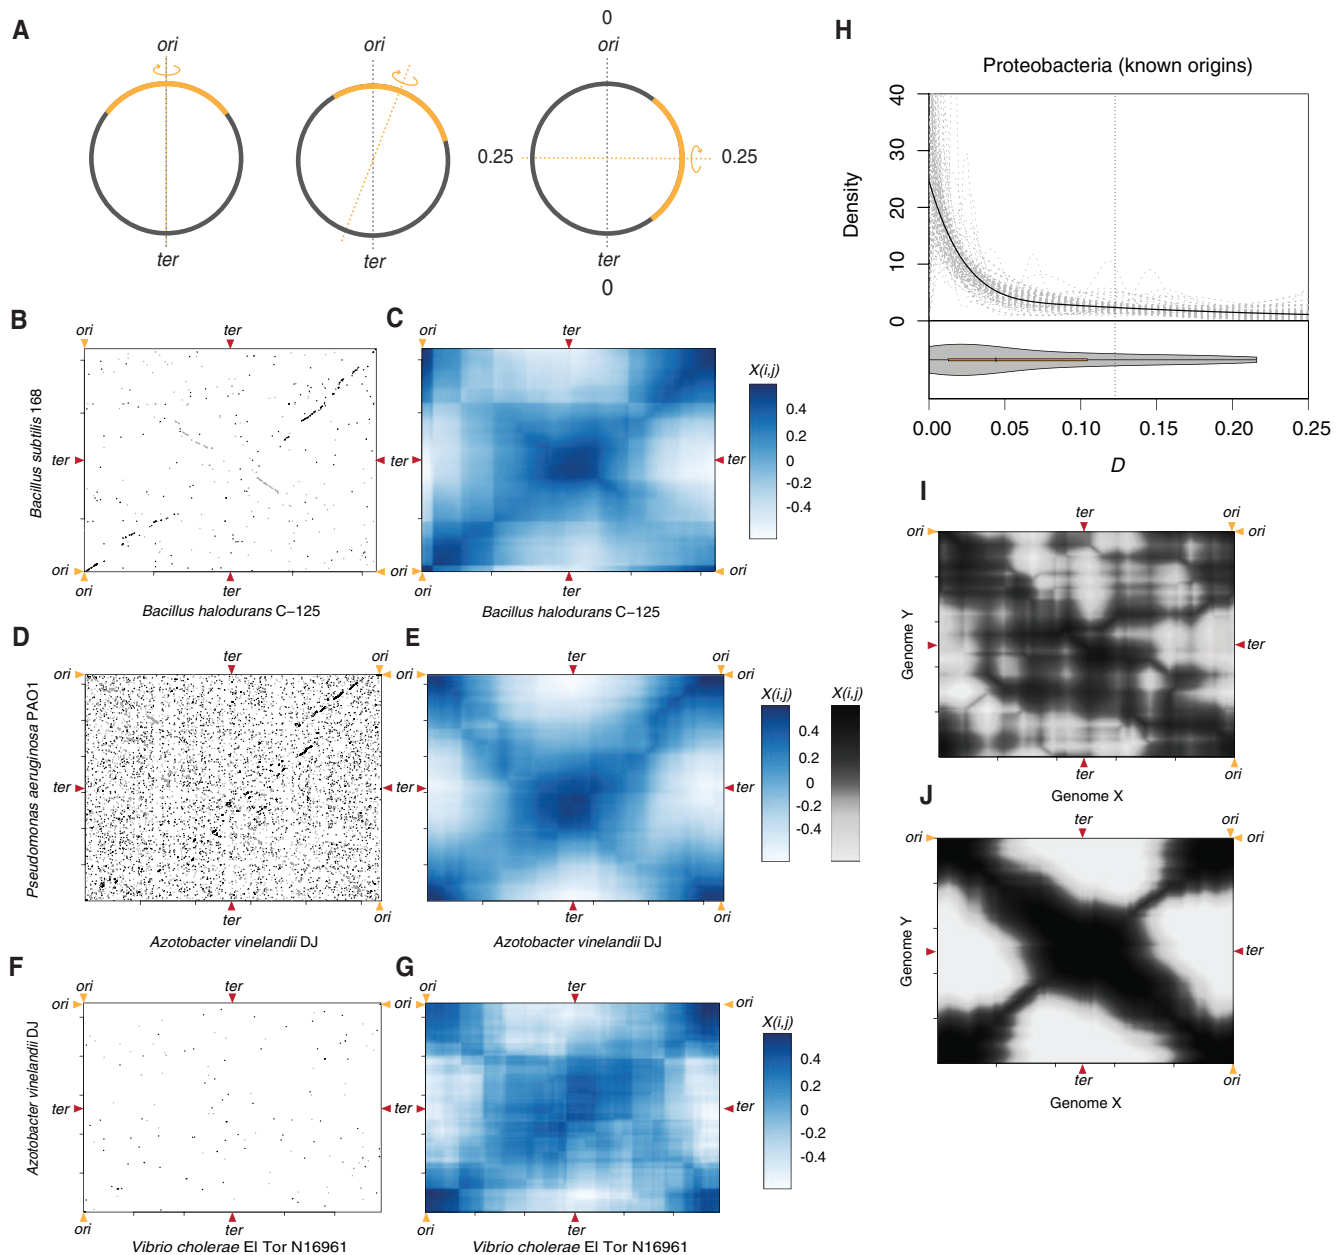 A
ori
ter
ori
ter
0
ori
0.25
0.25
ter
0
B
ori
ter
Bacillus subtilis 168
ter
ori
ori
ter
Bacillus halodurans C–125
C
ori
ter
ter
ter
ori
ter
Bacillus halodurans C–125
X(i,j)
0.4
0.2
0
-0.2
-0.4
D
ter
ori
ori
Pseudomonas aeruginosa PAO1
ter
ter
ori
Azotobacter vinelandii DJ
E
ter
ori
ori
ter
ter
ter
ori
Azotobacter vinelandii DJ
X(i,j)
X(i,j)
0.4
0.2
0
-0.2
-0.4
0.4
0.2
0
-0.4
F
ori
ter
ori
Azotobacter vinelandii DJ
ter
ori
ter
Vibrio cholerae El Tor N16961
G
ori
ter
ori
ori
ter
ter
ori
ter
Vibrio cholerae El Tor N16961
X(i,j)
0.4
0.2
0
-0.2
-0.4
H
Proteobacteria (known origins)
Density
40
30
20
10
0
0.00
0.05
0.10
0.15
0.20
0.25
D
I
ter
ori
ori
ori
Genome Y
ter
ter
ori
Genome X
J
ter
ori
ori
ori
Genome Y
ter
ter
ori
Genome X